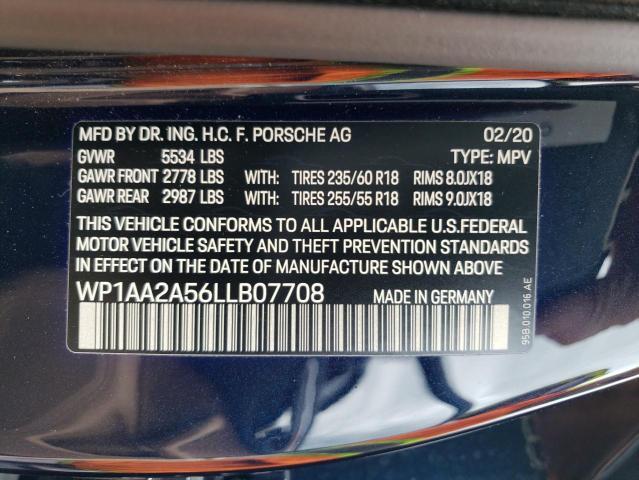 MFD BY DR. ING. H.C. F. PORSCHE AG 02/20
GVWR 5534 LBS TYPE: MPV
GAWR FRONT 2778 LBS WITH: TIRES 235/60 R18 RIMS 8.0JX18
GAWR REAR 2987 LBS WITH: TIRES 255/55 R18 RIMS 9.0JX18
THIS VEHICLE CONFORMS TO ALL APPLICABLE U.S.FEDERAL
MOTOR VEHICLE SAFETY AND THEFT PREVENTION STANDARDS
IN EFFECT ON THE DATE OF MANUFACTURE SHOWN ABOVE
WP1AA2A56LLB07708 MADE IN GERMANY
95B.010.016.AE